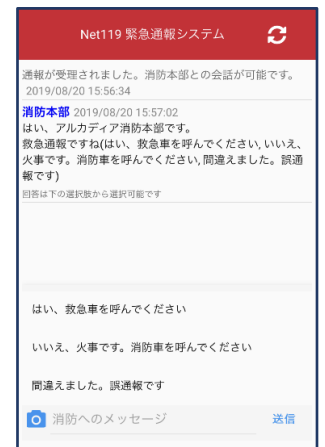 Net119 緊急通報システム
通報が受理されました。消防本部との会話が可能です。
2019/08/20 15:56:34
消防本部 2019/08/20 15:57:02
はい、アルカディア消防本部です。
救急通報ですね(はい、救急車を呼んでください,いいえ、
火事です。消防車を呼んでください,間違えました。誤通
報です)
回答は下の選択肢から選択可能です
はい、救急車を呼んでください
いいえ、火事です。消防車を呼んでください
間違えました。誤通報です
消防へのメッセージ 送信